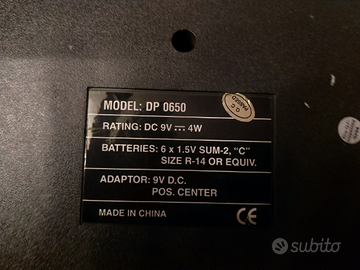 MODEL: DP 0650
Q.C
PASSED
RATING: DC 9V ⎓ 4W
BATTERIES: 6 x 1.5V SUM-2, "C"
SIZE R-14 OR EQUIV.
ADAPTOR: 9V D.C.
POS. CENTER
MADE IN CHINA
CE
subito